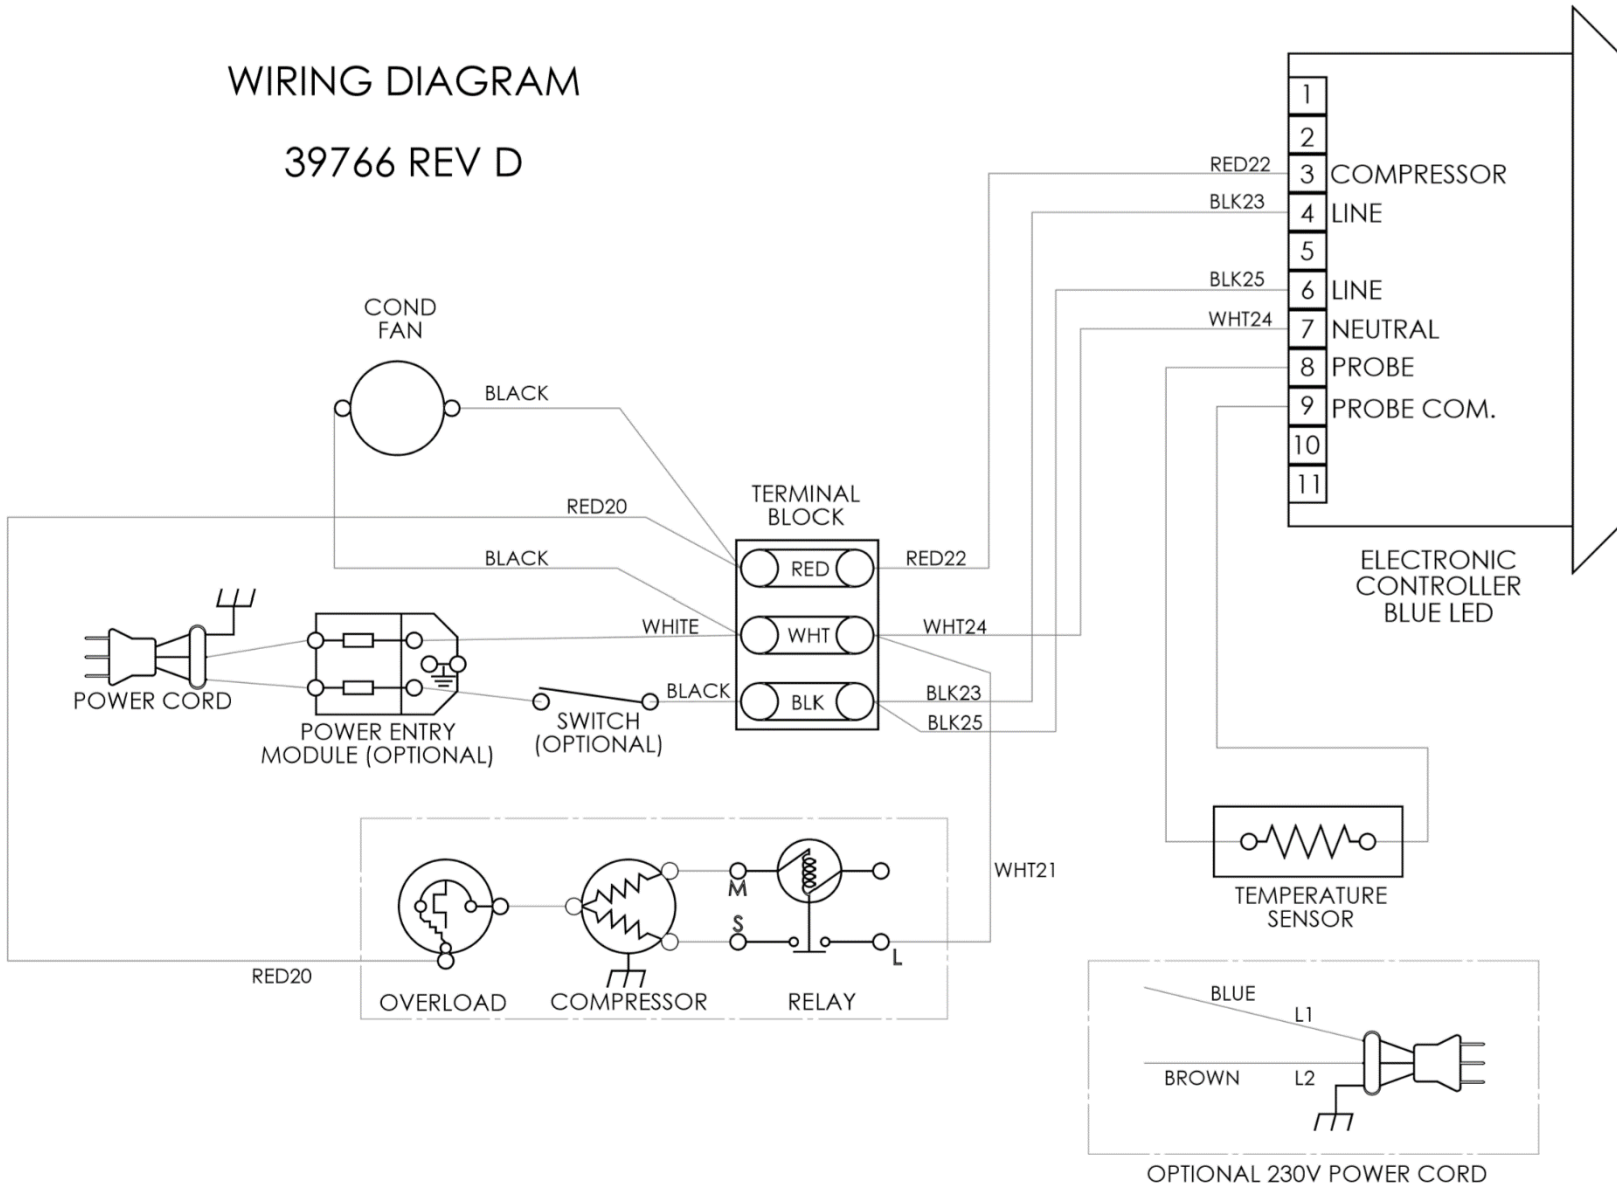 WIRING DIAGRAM
39766 REV D
1
2
RED22
3
COMPRESSOR
BLK23
4
LINE
5
BLK25
6
LINE
WHT24
7
NEUTRAL
8
PROBE
9
PROBE COM.
10
11
ELECTRONIC
CONTROLLER
BLUE LED
COND
FAN
BLACK
RED20
BLACK
TERMINAL
BLOCK
RED
RED22
WHITE
WHT
WHT24
BLACK
BLK
BLK23
BLK25
POWER CORD
POWER ENTRY
MODULE (OPTIONAL)
SWITCH
(OPTIONAL)
M
S
L
WHT21
RED20
OVERLOAD
COMPRESSOR
RELAY
TEMPERATURE
SENSOR
BLUE
L1
BROWN
L2
OPTIONAL 230V POWER CORD